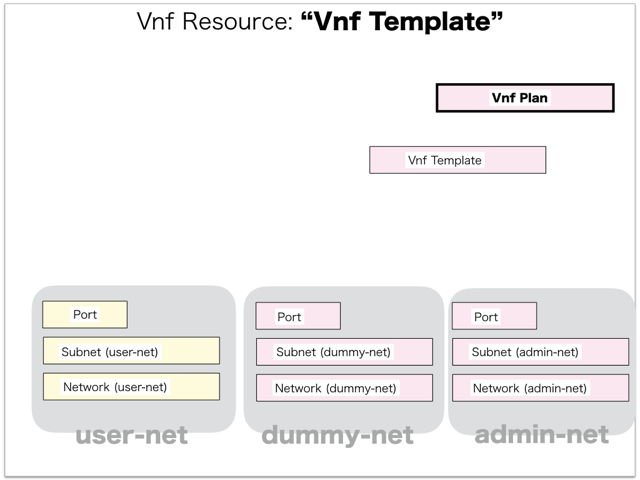 Vnf Resource: “Vnf Template”
Vnf Plan
Vnf Template
Port
Subnet (user-net)
Network (user-net)
user-net
Port
Subnet (dummy-net)
Network (dummy-net)
dummy-net
Port
Subnet (admin-net)
Network (admin-net)
admin-net